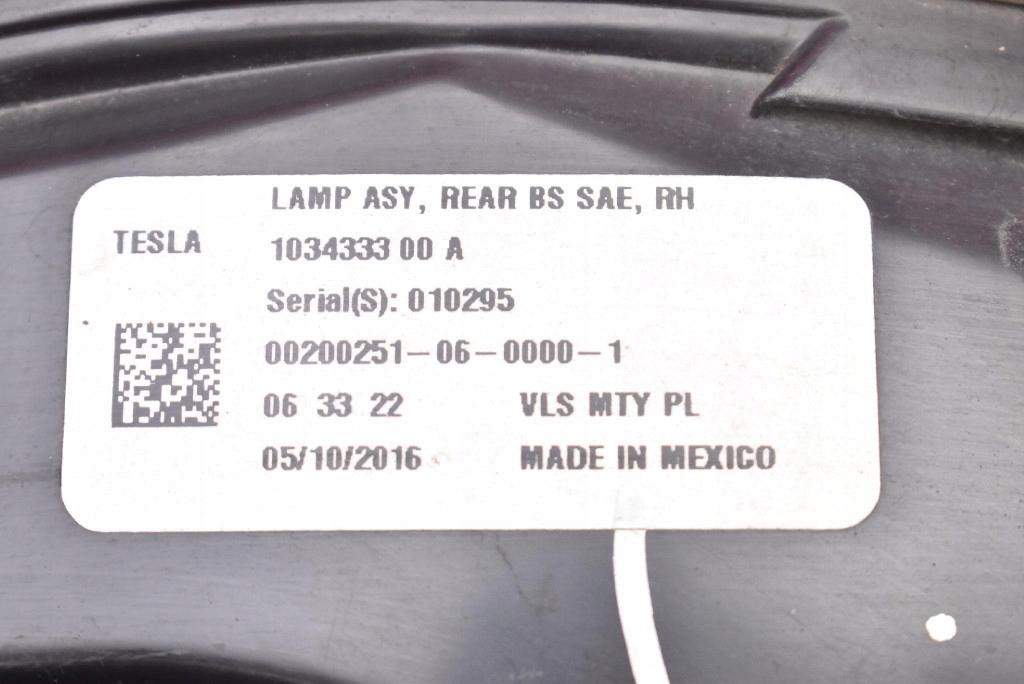 LAMP ASY, REAR BS SAE, RH
TESLA
1034333 00 A
Serial(S): 010295
00200251-06-0000-1
06 33 22 VLS MTY PL
05/10/2016 MADE IN MEXICO